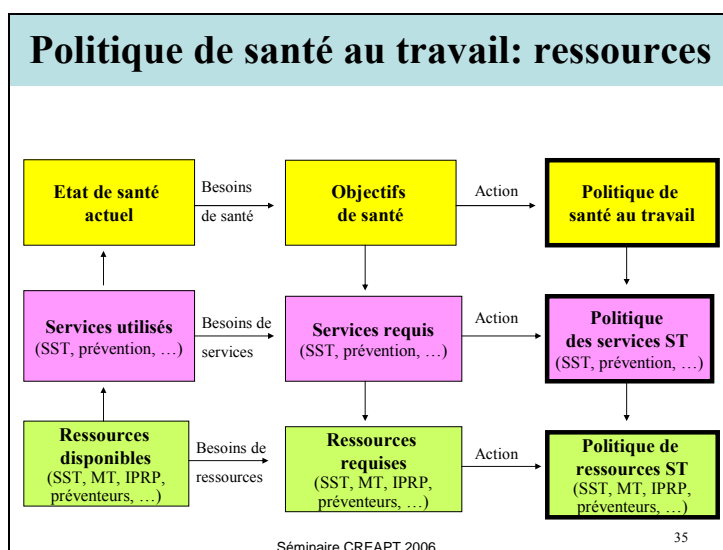 Politique de santé au travail: ressources
Etat de santé
actuel
Besoins
de santé
Objectifs
de santé
Action
Politique de
santé au travail
Services utilisés
(SST, prévention, …)
Besoins de
services
Services requis
(SST, prévention, …)
Action
Politique
des services ST
(SST, prévention, …)
Ressources
disponibles
(SST, MT, IPRP,
préventeurs, …)
Besoins de
ressources
Ressources
requises
(SST, MT, IPRP,
préventeurs, …)
Action
Politique de
ressources ST
(SST, MT, IPRP,
préventeurs, …)
Séminaire CREAPT 2006
35